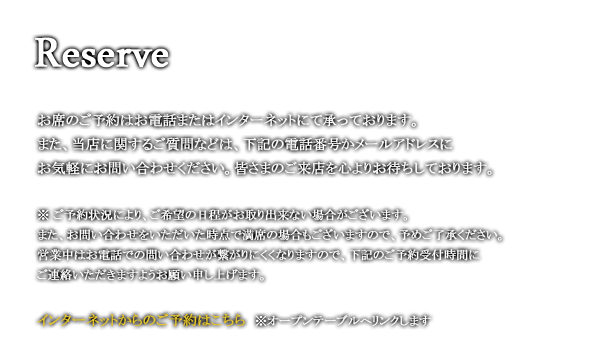 Reserve
お席のご予約はお電話またはインターネットにて承っております。
また、当店に関するご質問などは、下記の電話番号かメールアドレスに
お気軽にお問い合わせください。皆さまのご来店を心よりお待ちしております。
※ ご予約状況により、ご希望の日程がお取り出来ない場合がございます。
また、お問い合わせをいただいた時点で満席の場合もございますので、予めご了承ください。
営業中はお電話での問い合わせが繋がりにくくなりますので、下記のご予約受付時間に
ご連絡いただきますようお願い申し上げます。
インターネットからのご予約はこちら ※オープンテーブルへリンクします